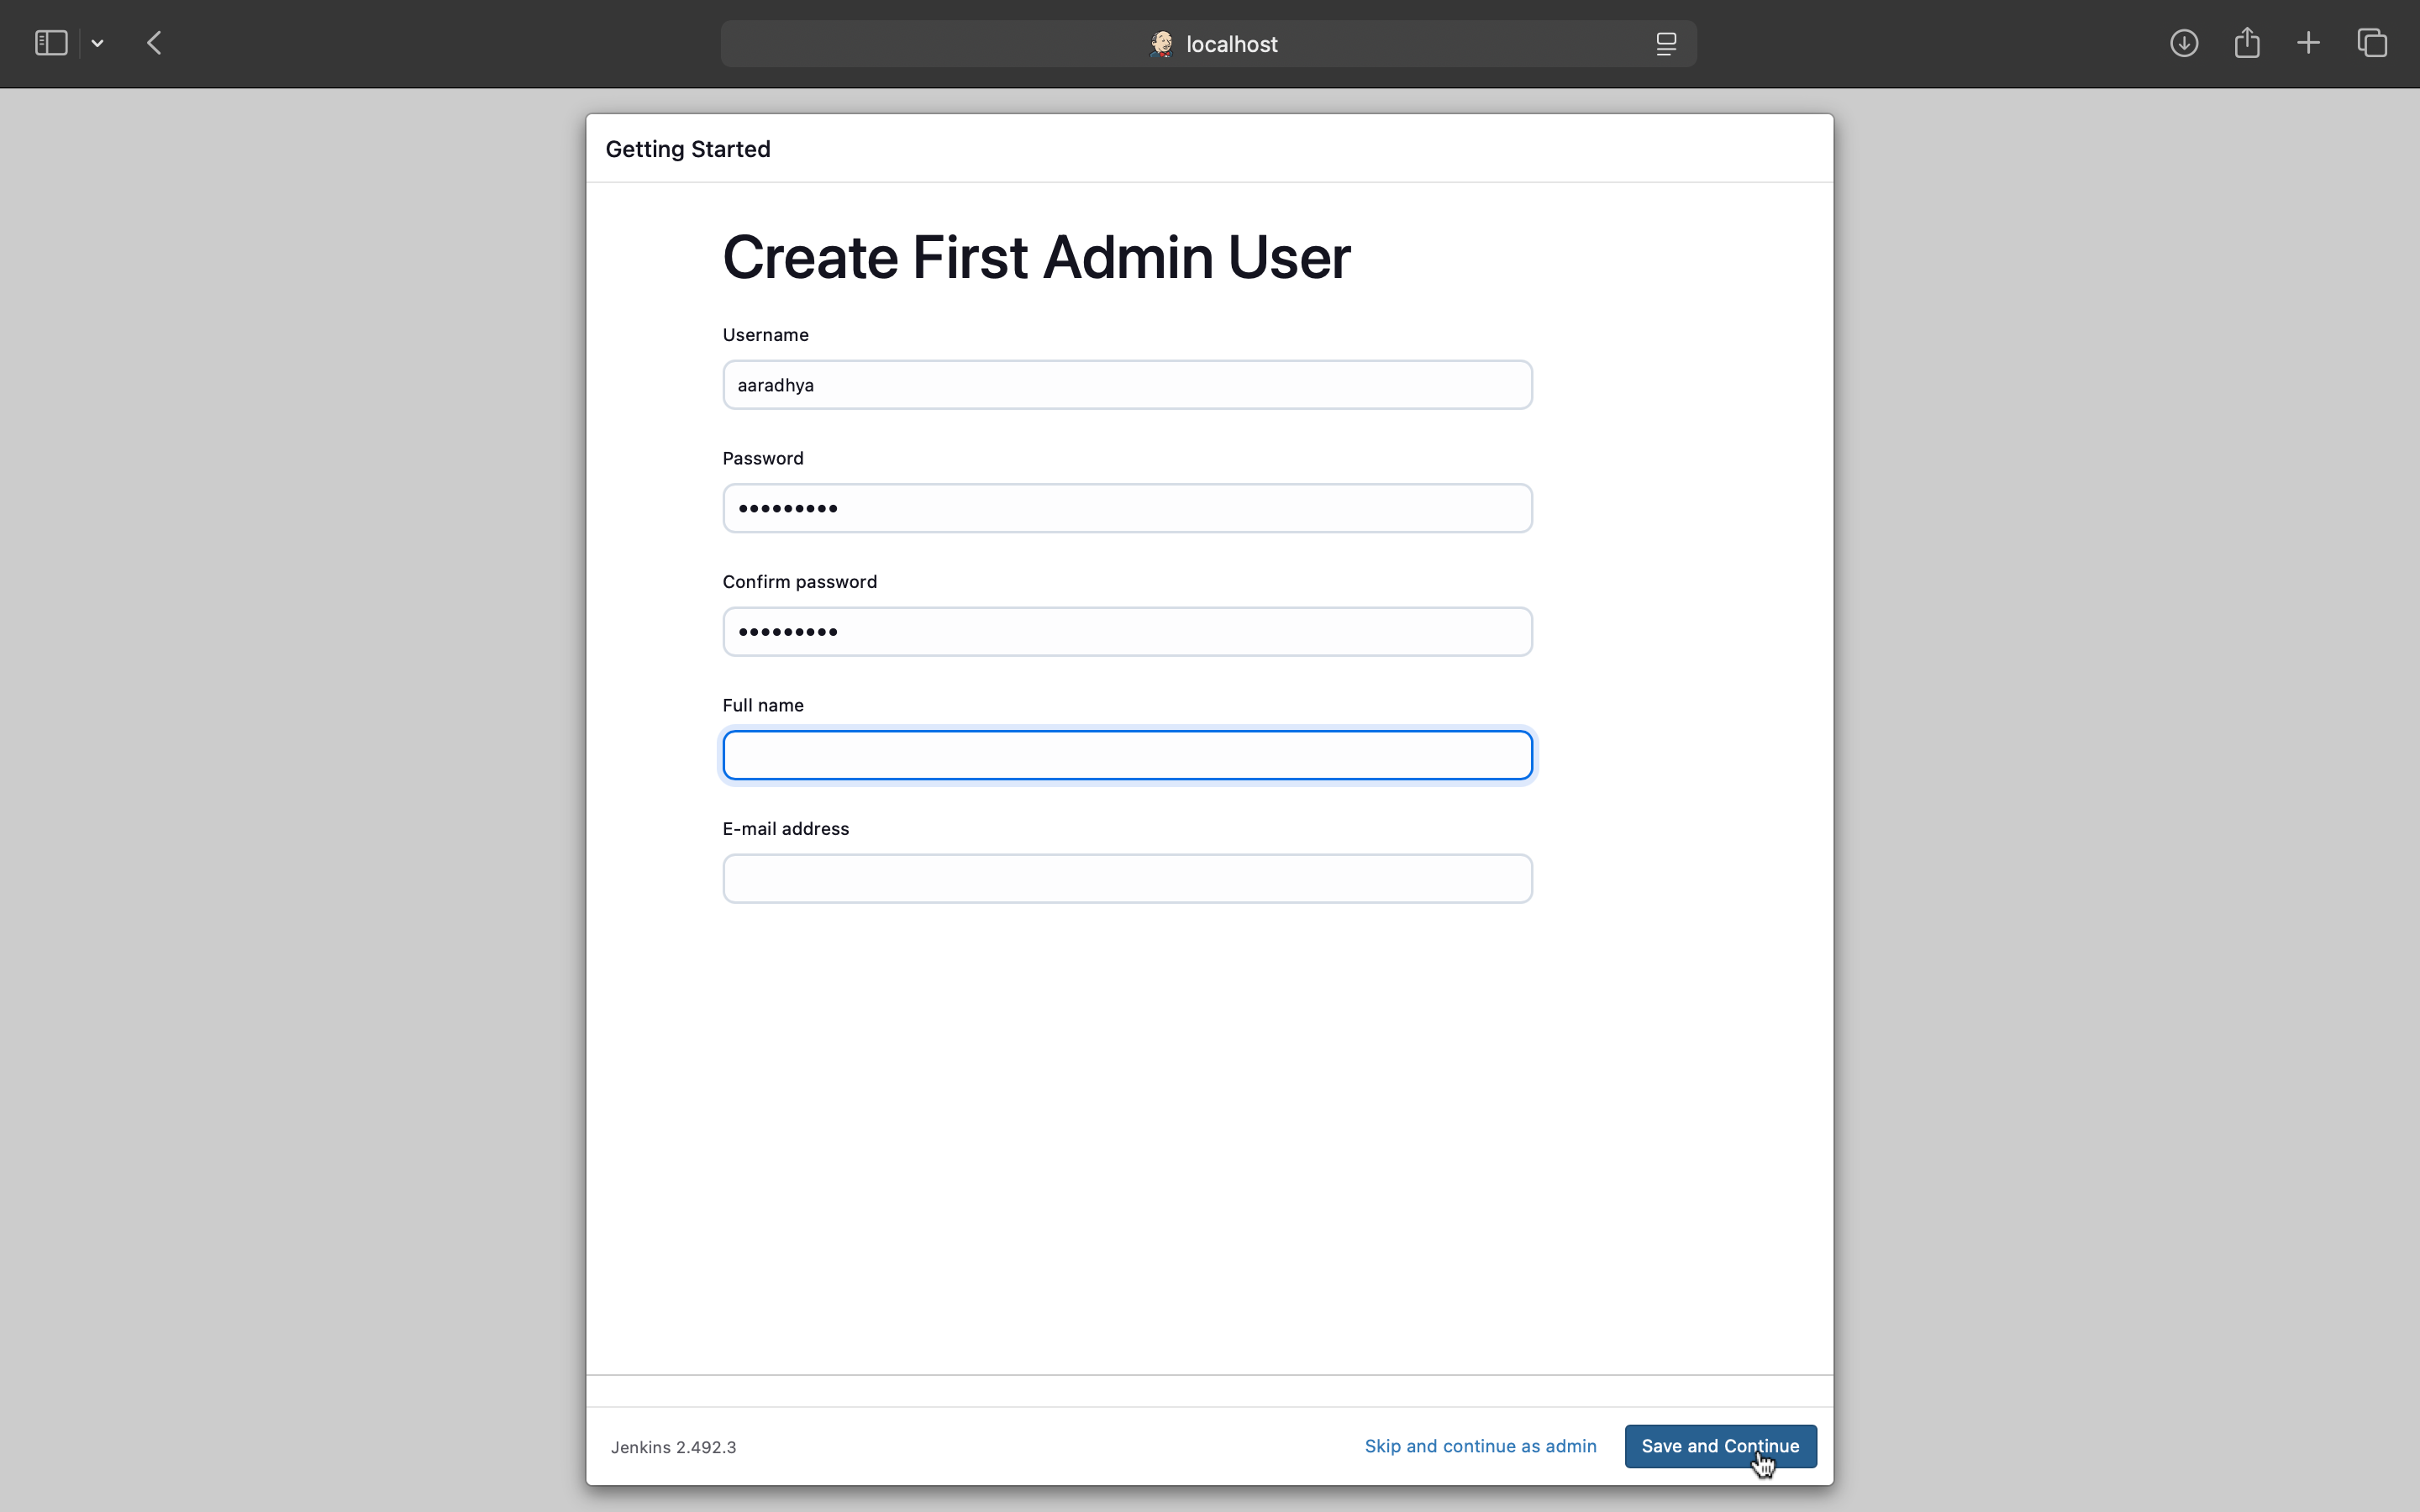 localhost
Getting Started
Create First Admin User
Username
aaradhya
Password
•••••••••
Confirm password
•••••••••
Full name
E-mail address
Jenkins 2.492.3
Skip and continue as admin
Save and Continue